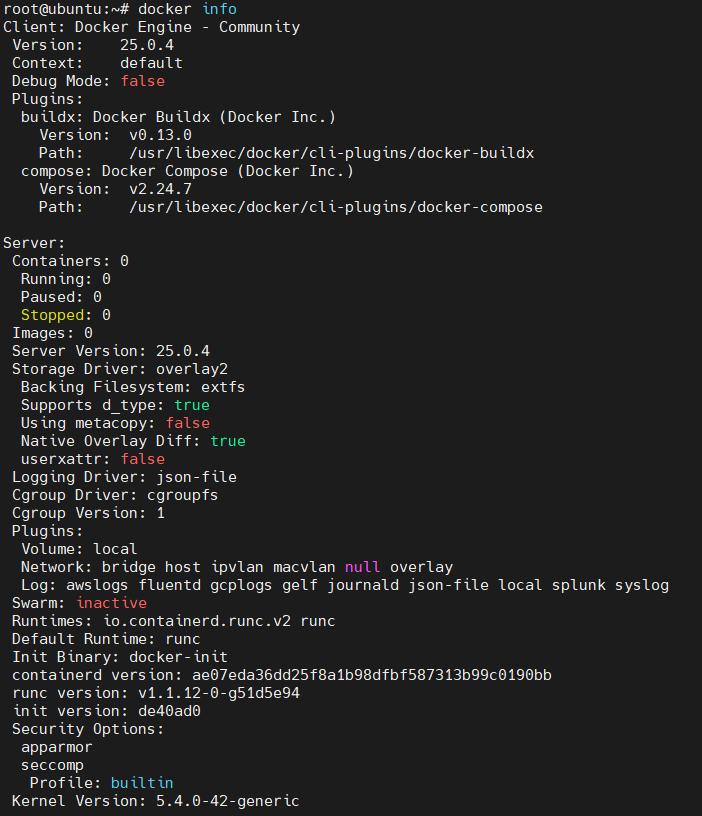 root@ubuntu:~# docker info
Client: Docker Engine - Community
 Version:    25.0.4
 Context:    default
 Debug Mode: false
 Plugins:
  buildx: Docker Buildx (Docker Inc.)
    Version:  v0.13.0
    Path:     /usr/libexec/docker/cli-plugins/docker-buildx
  compose: Docker Compose (Docker Inc.)
    Version:  v2.24.7
    Path:     /usr/libexec/docker/cli-plugins/docker-compose

Server:
 Containers: 0
  Running: 0
  Paused: 0
  Stopped: 0
 Images: 0
 Server Version: 25.0.4
 Storage Driver: overlay2
  Backing Filesystem: extfs
  Supports d_type: true
  Using metacopy: false
  Native Overlay Diff: true
  userxattr: false
 Logging Driver: json-file
 Cgroup Driver: cgroupfs
 Cgroup Version: 1
 Plugins:
  Volume: local
  Network: bridge host ipvlan macvlan null overlay
  Log: awslogs fluentd gcplogs gelf journald json-file local splunk syslog
 Swarm: inactive
 Runtimes: io.containerd.runc.v2 runc
 Default Runtime: runc
 Init Binary: docker-init
 containerd version: ae07eda36dd25f8a1b98dfbf587313b99c0190bb
 runc version: v1.1.12-0-g51d5e94
 init version: de40ad0
 Security Options:
  apparmor
  seccomp
   Profile: builtin
 Kernel Version: 5.4.0-42-generic